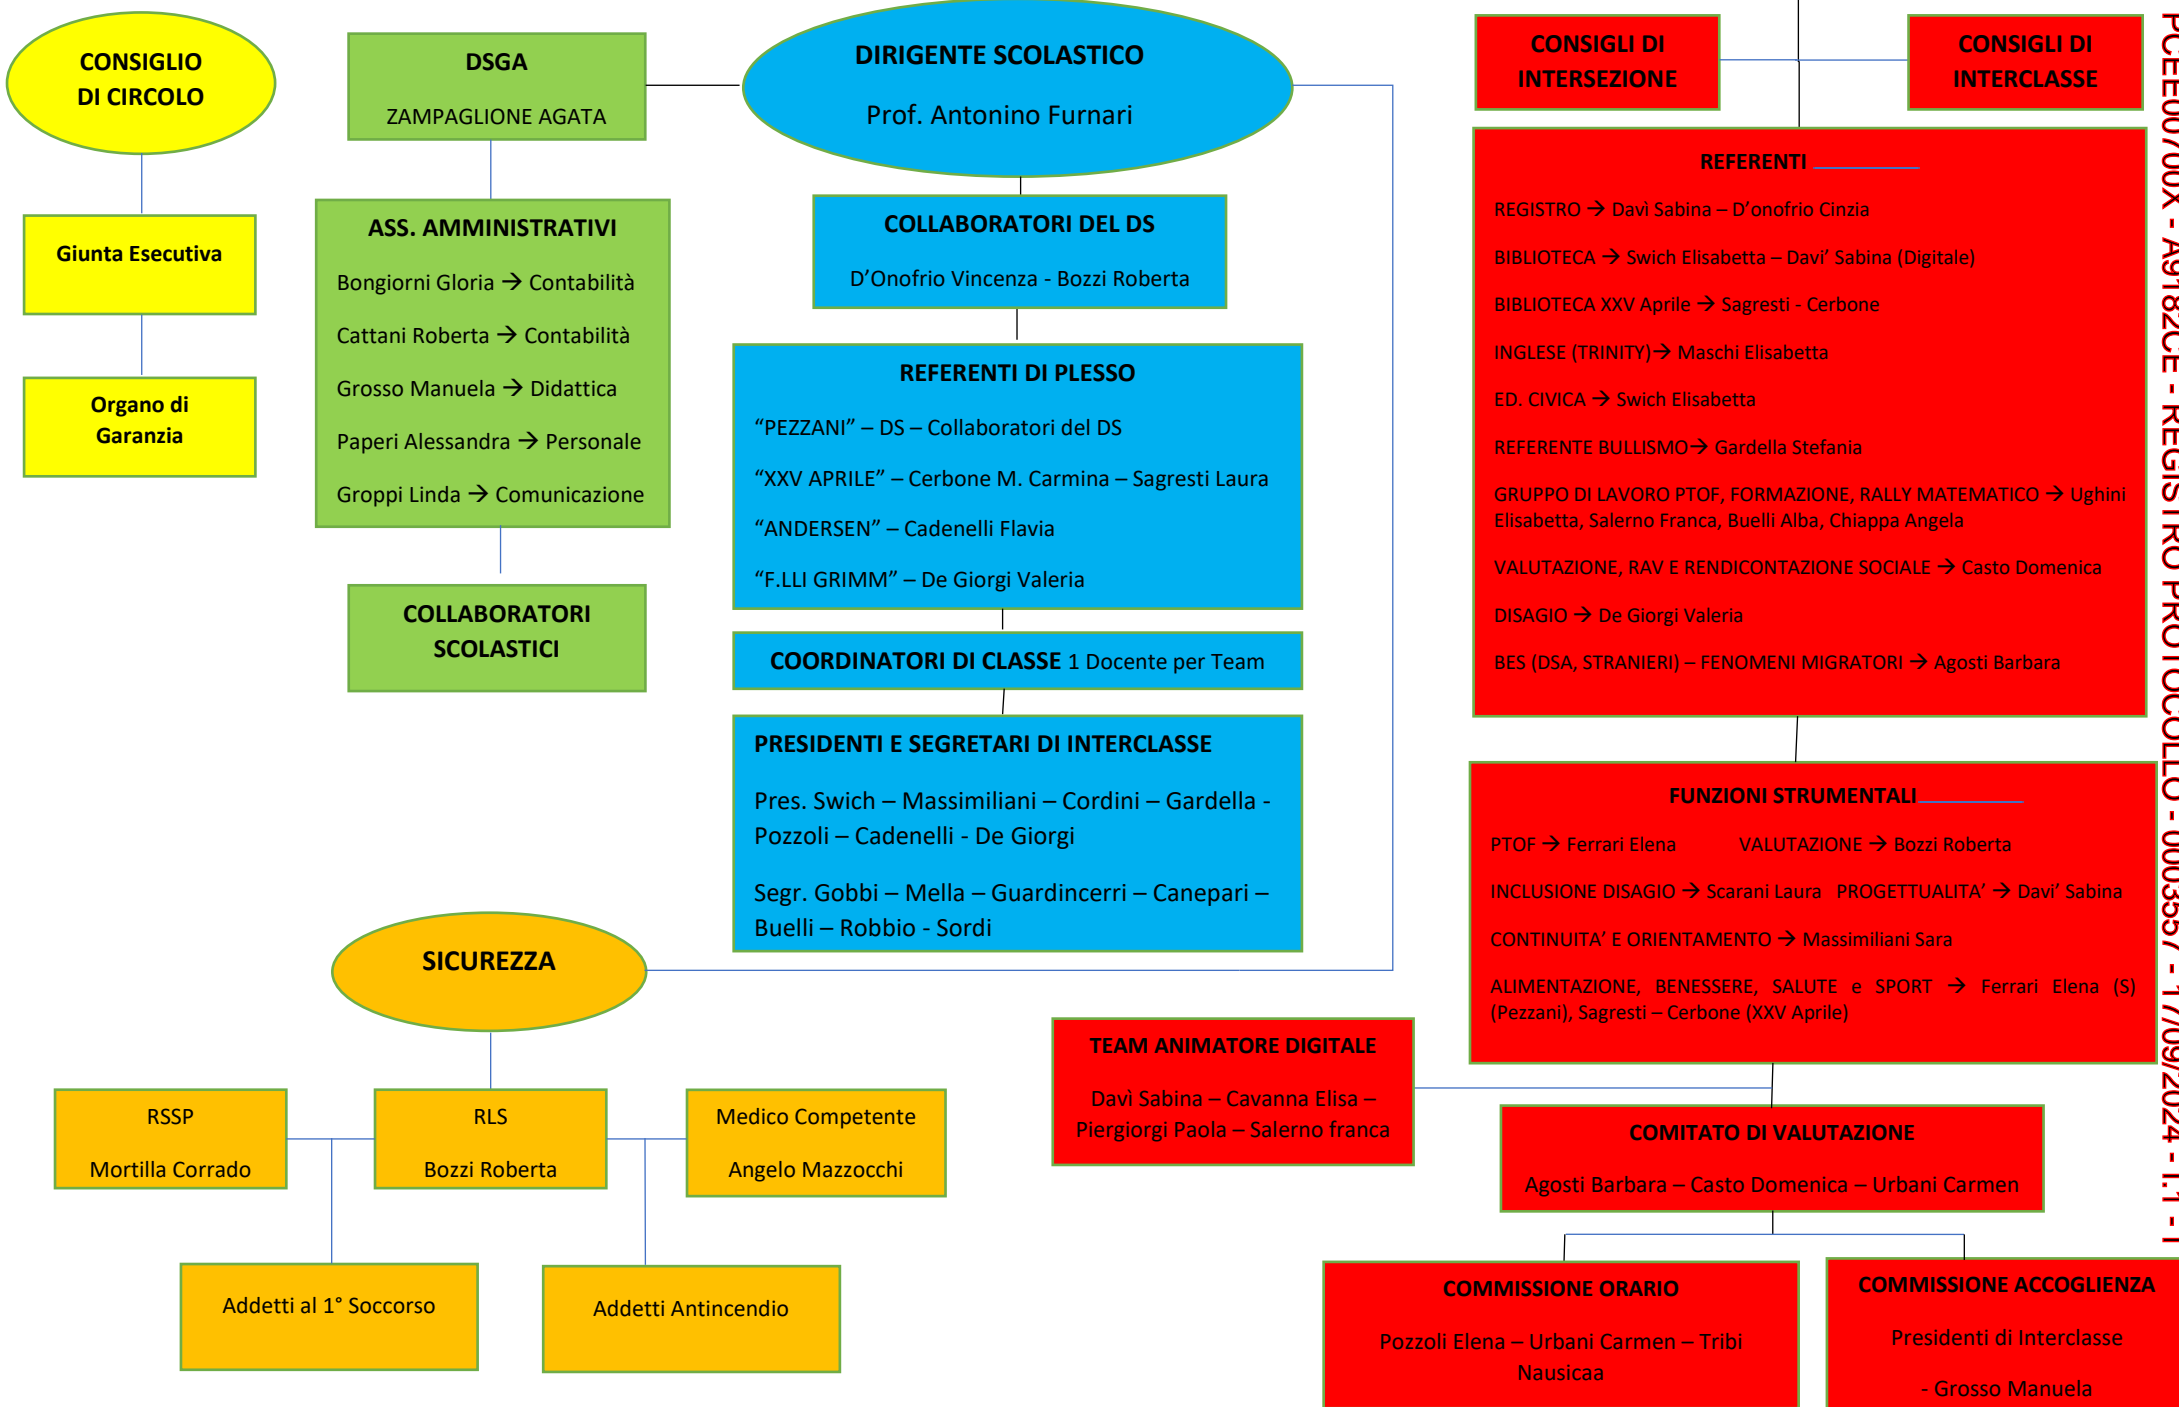 CONSIGLIO
DI CIRCOLO
Giunta Esecutiva
Organo di
Garanzia
DSGA
ZAMPAGLIONE AGATA
ASS. AMMINISTRATIVI
Bongiorni Gloria → Contabilità
Cattani Roberta → Contabilità
Grosso Manuela → Didattica
Paperi Alessandra → Personale
Groppi Linda → Comunicazione
COLLABORATORI
SCOLASTICI
DIRIGENTE SCOLASTICO
Prof. Antonino Furnari
COLLABORATORI DEL DS
D’Onofrio Vincenza - Bozzi Roberta
REFERENTI DI PLESSO
“PEZZANI” – DS – Collaboratori del DS
“XXV APRILE” – Cerbone M. Carmina – Sagresti Laura
“ANDERSEN” – Cadenelli Flavia
“F.LLI GRIMM” – De Giorgi Valeria
COORDINATORI DI CLASSE 1 Docente per Team
PRESIDENTI E SEGRETARI DI INTERCLASSE
Pres. Swich – Massimiliani – Cordini – Gardella -
Pozzoli – Cadenelli - De Giorgi
Segr. Gobbi – Mella – Guardincerri – Canepari –
Buelli – Robbio - Sordi
SICUREZZA
RSSP
Mortilla Corrado
RLS
Bozzi Roberta
Medico Competente
Angelo Mazzocchi
Addetti al 1° Soccorso
Addetti Antincendio
CONSIGLI DI
INTERSEZIONE
CONSIGLI DI
INTERCLASSE
REFERENTI
REGISTRO → Davì Sabina – D’onofrio Cinzia
BIBLIOTECA → Swich Elisabetta – Davi’ Sabina (Digitale)
BIBLIOTECA XXV Aprile → Sagresti - Cerbone
INGLESE (TRINITY)→ Maschi Elisabetta
ED. CIVICA → Swich Elisabetta
REFERENTE BULLISMO→ Gardella Stefania
GRUPPO DI LAVORO PTOF, FORMAZIONE, RALLY MATEMATICO → Ughini
Elisabetta, Salerno Franca, Buelli Alba, Chiappa Angela
VALUTAZIONE, RAV E RENDICONTAZIONE SOCIALE → Casto Domenica
DISAGIO → De Giorgi Valeria
BES (DSA, STRANIERI) – FENOMENI MIGRATORI → Agosti Barbara
FUNZIONI STRUMENTALI
PTOF → Ferrari Elena VALUTAZIONE → Bozzi Roberta
INCLUSIONE DISAGIO → Scarani Laura PROGETTUALITA’ → Davi’ Sabina
CONTINUITA’ E ORIENTAMENTO → Massimiliani Sara
ALIMENTAZIONE, BENESSERE, SALUTE e SPORT → Ferrari Elena (S)
(Pezzani), Sagresti – Cerbone (XXV Aprile)
TEAM ANIMATORE DIGITALE
Davì Sabina – Cavanna Elisa –
Piergiorgi Paola – Salerno franca
COMITATO DI VALUTAZIONE
Agosti Barbara – Casto Domenica – Urbani Carmen
COMMISSIONE ORARIO
Pozzoli Elena – Urbani Carmen – Tribi
Nausicaa
COMMISSIONE ACCOGLIENZA
Presidenti di Interclasse
- Grosso Manuela
PCEE00700X - A9182CE - REGISTRO PROTOCOLLO - 0003557 - 17/09/2024 - I.1 - I